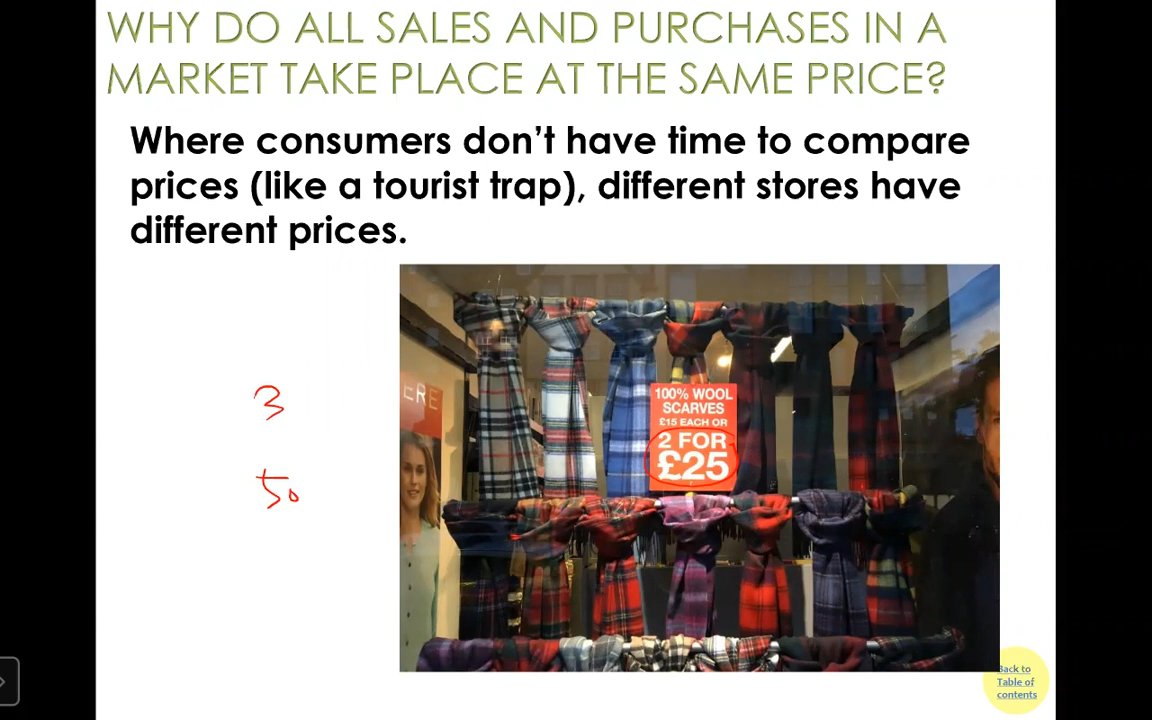 WHY DO ALL SALES AND PURCHASES IN A
MARKET TAKE PLACE AT THE SAME PRICE?
Where consumers don't have time to compare
prices (like a tourist trap), different stores have
different prices.
ERE
100% WOOL
SCARVES
£15 EACH OR
2 FOR
£25
3
50
Back to
Table of
contents